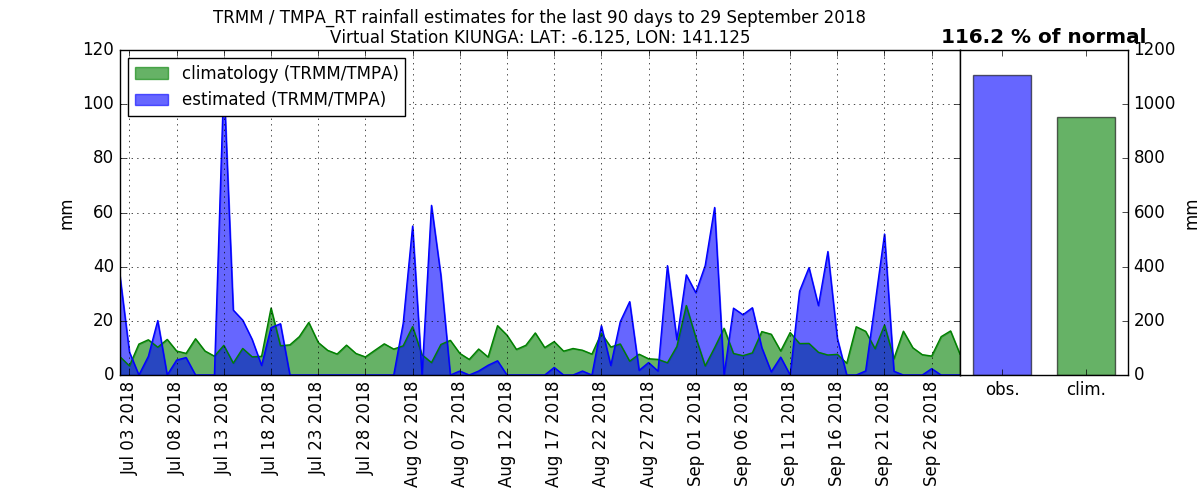 TRMM / TMPA_RT rainfall estimates for the last 90 days to 29 September 2018
Virtual Station KIUNGA: LAT: -6.125, LON: 141.125
116.2 % of normal
climatology (TRMM/TMPA)
estimated (TRMM/TMPA)
120
100
80
60
40
20
0
mm
1200
1000
800
600
400
200
0
mm
Jul 03 2018
Jul 08 2018
Jul 13 2018
Jul 18 2018
Jul 23 2018
Jul 28 2018
Aug 02 2018
Aug 07 2018
Aug 12 2018
Aug 17 2018
Aug 22 2018
Aug 27 2018
Sep 01 2018
Sep 06 2018
Sep 11 2018
Sep 16 2018
Sep 21 2018
Sep 26 2018
obs.
clim.